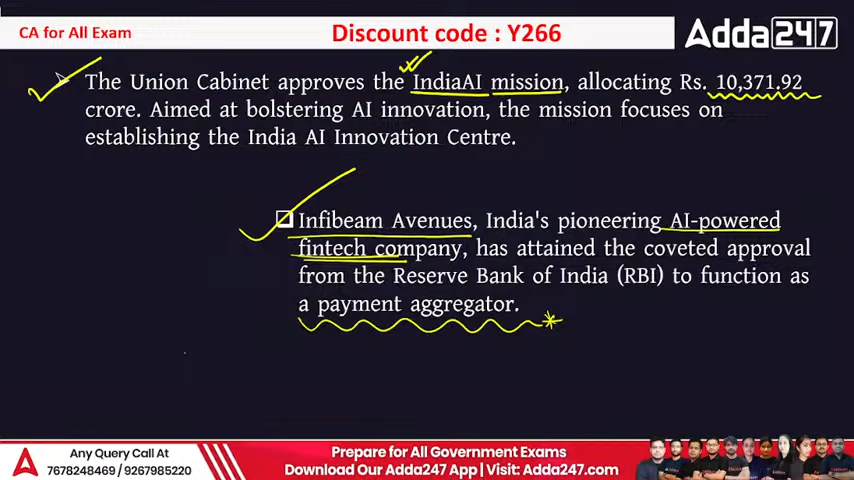 CA for All Exam
Discount code : Y266
Adda247
The Union Cabinet approves the IndiaAI mission, allocating Rs. 10,371.92
crore. Aimed at bolstering AI innovation, the mission focuses on
establishing the India AI Innovation Centre.
Infibeam Avenues, India's pioneering AI-powered
fintech company, has attained the coveted approval
from the Reserve Bank of India (RBI) to function as
a payment aggregator.
Any Query Call At
7678248469 / 9267985220
Prepare for All Government Exams
Download Our Adda247 App | Visit: Adda247.com